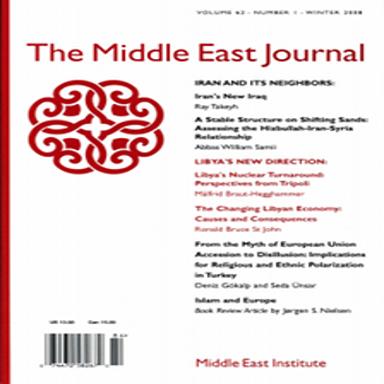 VOLUME 62 · NUMBER 1 · WINTER 2008
The Middle East Journal
IRAN AND ITS NEIGHBORS:
Iran's New Iraq
Ray Takeyh
A Stable Structure on Shifting Sands:
Assessing the Hizbullah-Iran-Syria
Relationship
Abbas William Samii
LIBYA'S NEW DIRECTION:
Libya's Nuclear Turnaround:
Perspectives from Tripoli
Målfrid Braut-Hegghammer
The Changing Libyan Economy:
Causes and Consequences
Ronald Bruce St John
From the Myth of European Union
Accession to Disillusion: Implications
for Religious and Ethnic Polarization
in Turkey
Deniz Gökalp and Seda Ünsar
Islam and Europe
Book Review Article by Jørgen S. Nielsen
Middle East Institute